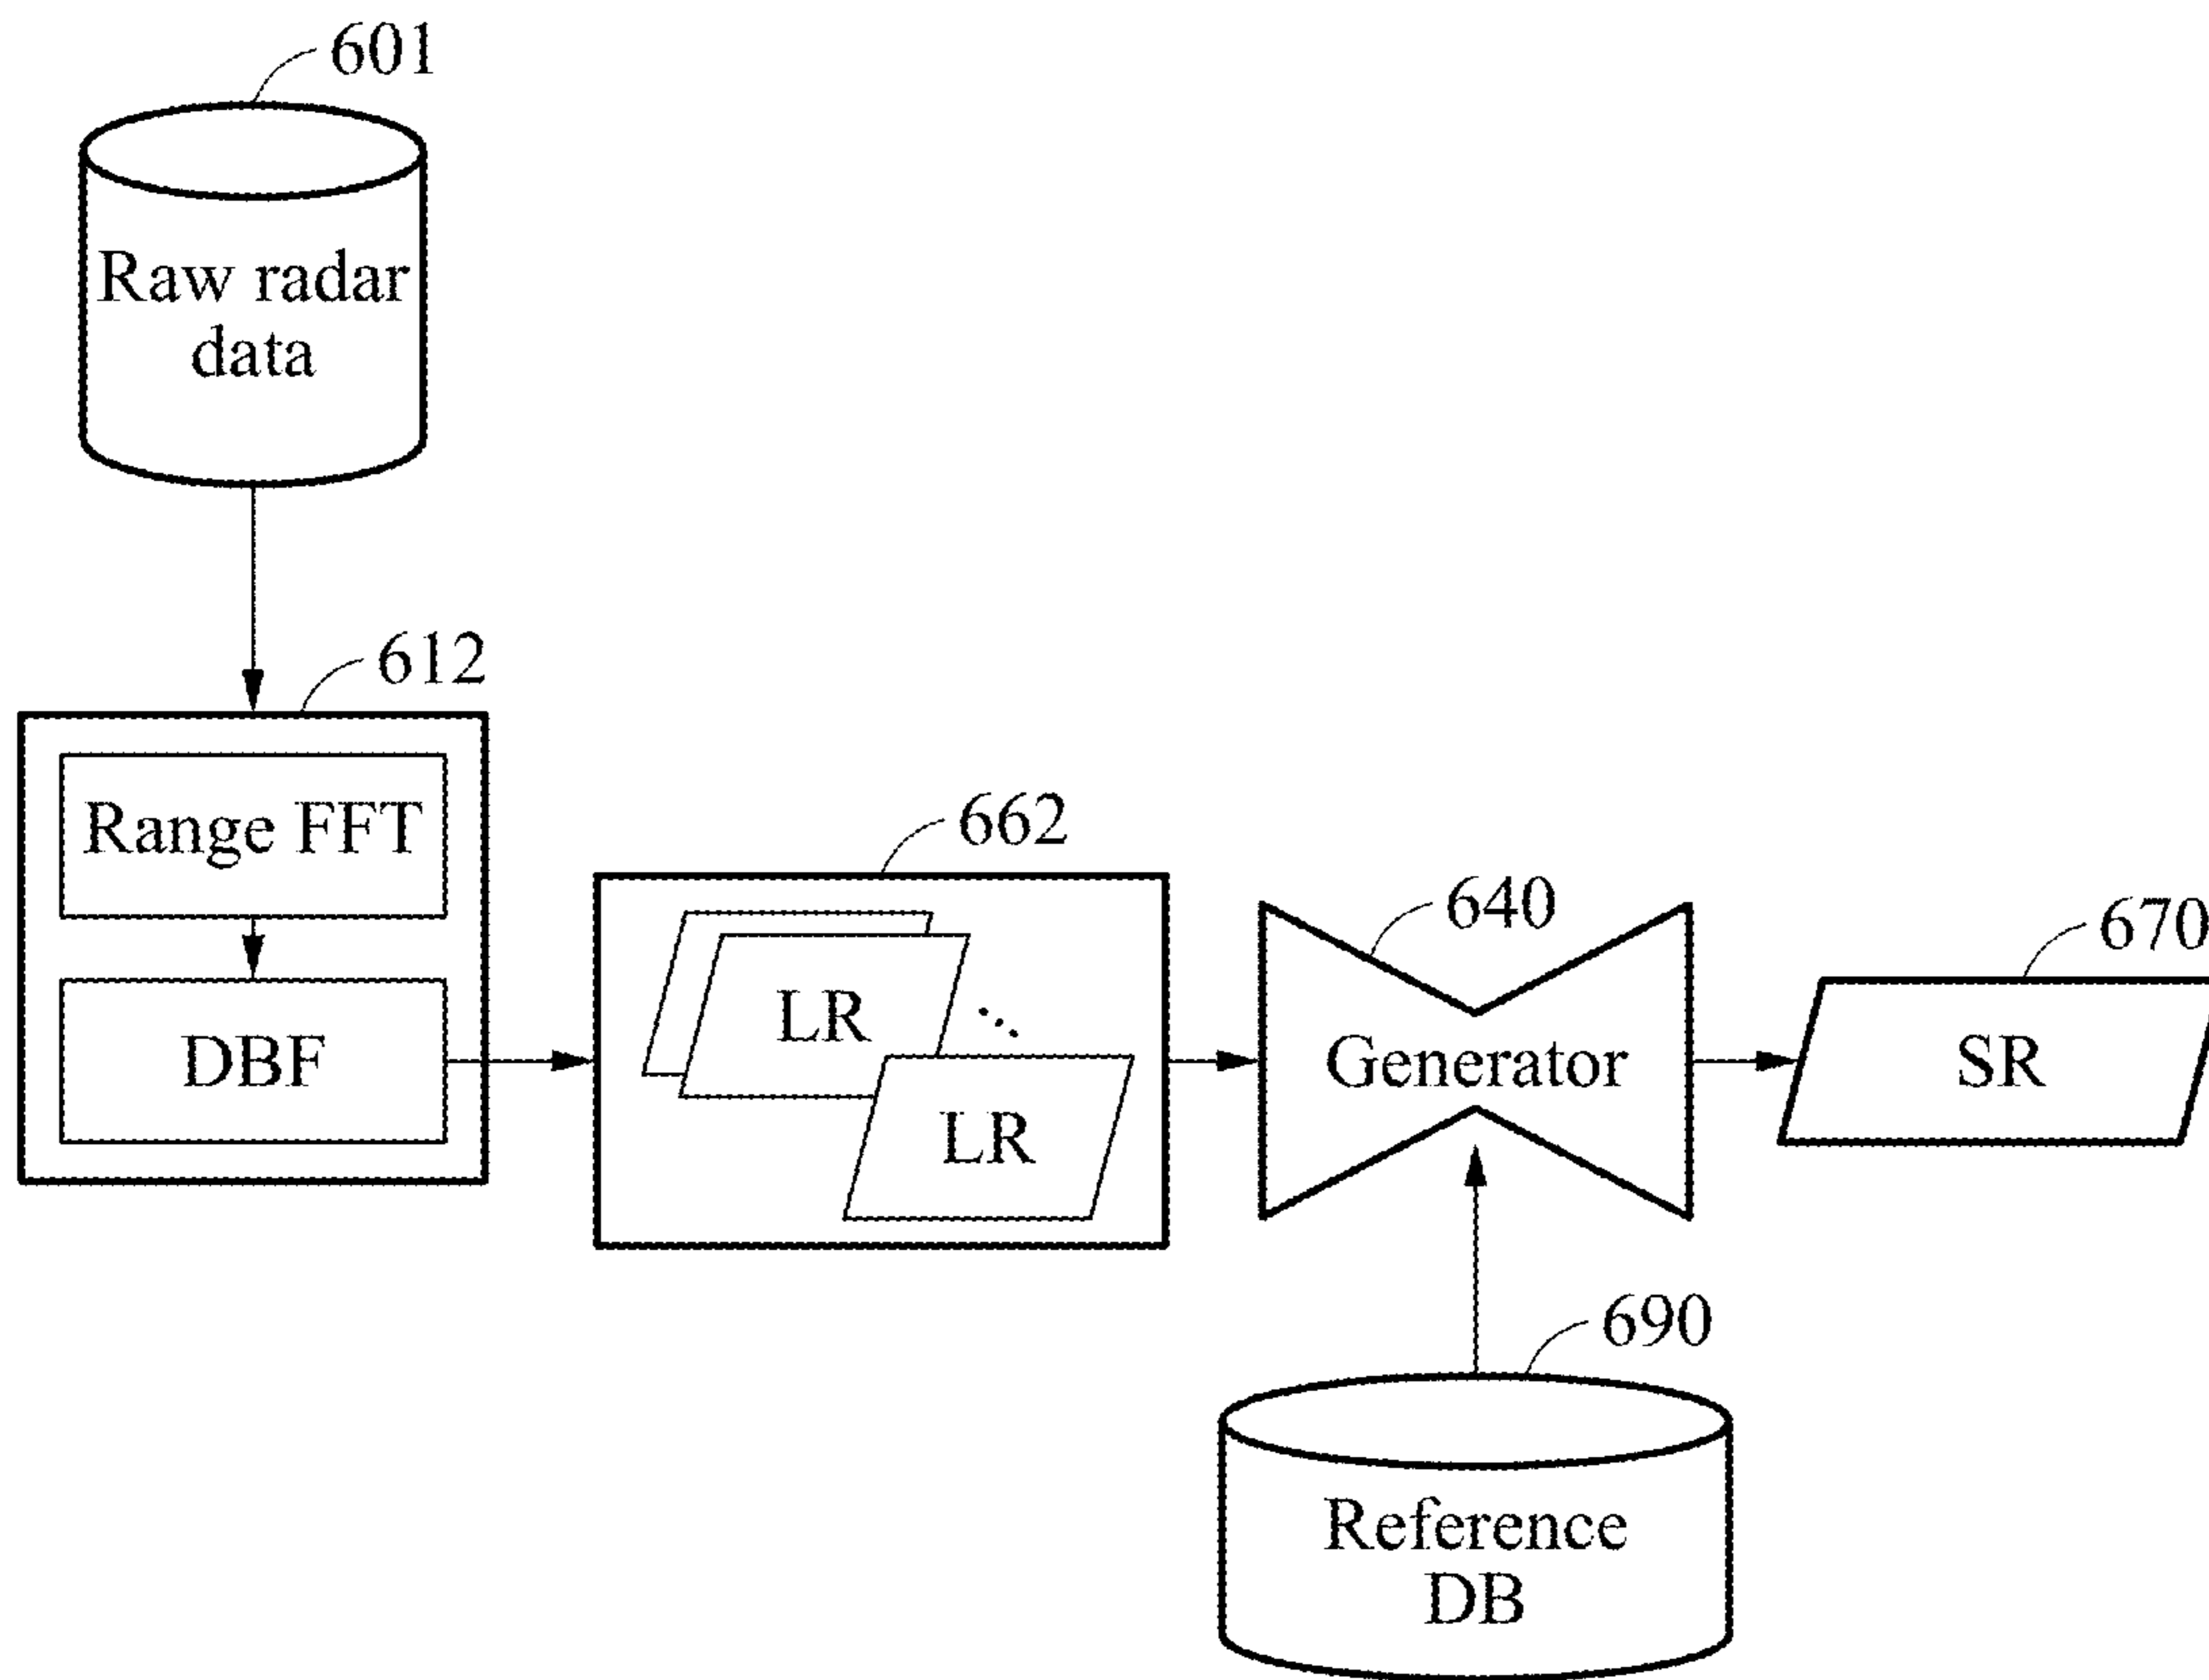 601
Raw radar
data
612
Range FFT
DBF
662
LR
LR
640
Generator
670
SR
690
Reference
DB